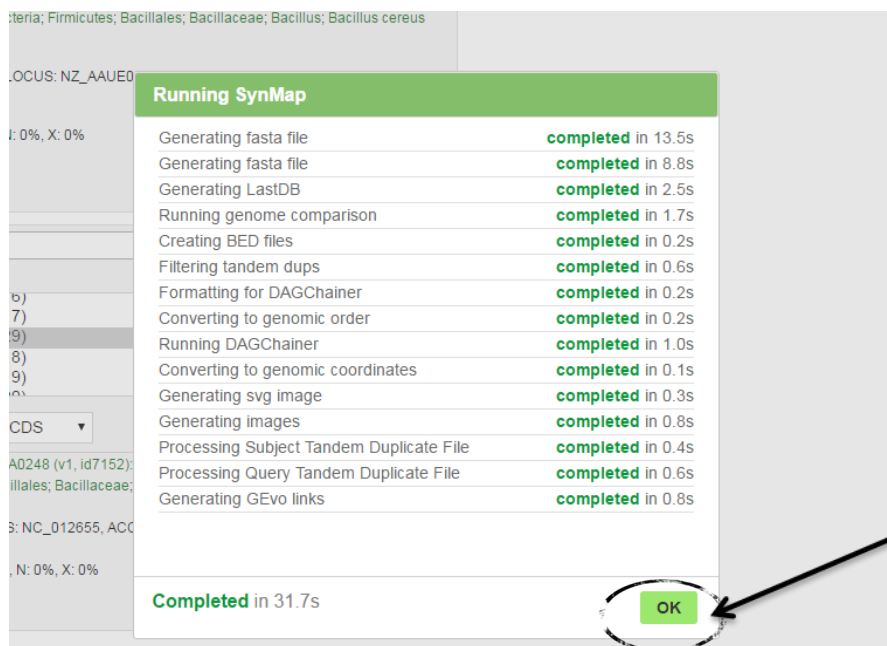 cteria; Firmicutes; Bacillales; Bacillaceae; Bacillus; Bacillus cereus
LOCUS: NZ_AAUE0
N: 0%, X: 0%
Running SynMap
Generating fasta file completed in 13.5s
Generating fasta file completed in 8.8s
Generating LastDB completed in 2.5s
Running genome comparison completed in 1.7s
Creating BED files completed in 0.2s
Filtering tandem dups completed in 0.6s
Formatting for DAGChainer completed in 0.2s
Converting to genomic order completed in 0.2s
Running DAGChainer completed in 1.0s
Converting to genomic coordinates completed in 0.1s
Generating svg image completed in 0.3s
Generating images completed in 0.8s
Processing Subject Tandem Duplicate File completed in 0.4s
Processing Query Tandem Duplicate File completed in 0.6s
Generating GEvo links completed in 0.8s
6)
7)
9)
8)
9)
CDS
A0248 (v1, id7152):
illales; Bacillaceae;
S: NC_012655, ACC
, N: 0%, X: 0%
Completed in 31.7s
OK